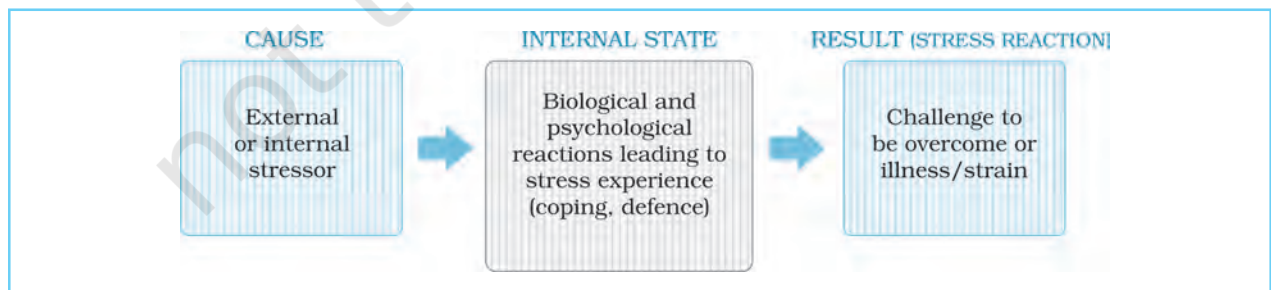 CAUSE
External
or internal
stressor
INTERNAL STATE
Biological and
psychological
reactions leading to
stress experience
(coping, defence)
RESULT (STRESS REACTION)
Challenge to
be overcome or
illness/strain
not t